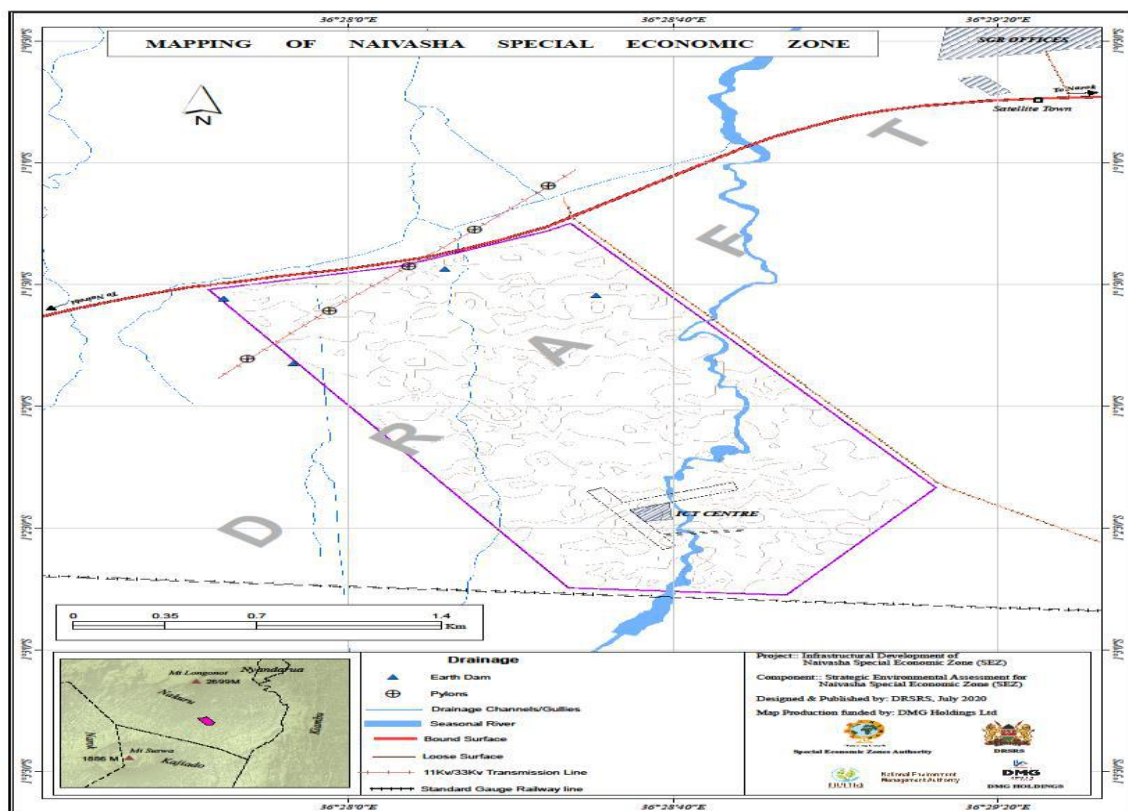 36°28'0"E 36°28'40"E 36°29'20"E
MAPPING OF NAIVASHA SPECIAL ECONOMIC ZONE
SGR OFFICES
To Narok
Satellite Town
N
To Nairobi
DRAFT
ICT CENTRE
0 0.35 0.7 1.4
Km
Mt Longonot
2699M
Nyandarua
Nakuru
Kiambu
Narok
Mt Suswa
1886 M
Kajiado
Drainage
Earth Dam
Pylons
Drainage Channels/Gullies
Seasonal River
Bound Surface
Loose Surface
11Kv/33Kv Transmission Line
Standard Gauge Railway line
Project:: Infrastructural Development of
Naivasha Special Economic Zone (SEZ)
Component:: Strategic Environmental Assessment for
Naivasha Special Economic Zone (SEZ)
Designed & Published by: DRSRS, July 2020
Map Production funded by: DMG Holdings Ltd
Special Economic Zones Authority
DRSRS
National Environment
Management Authority
DMG
DMG HOLDINGS
36°28'0"E 36°28'40"E 36°29'20"E